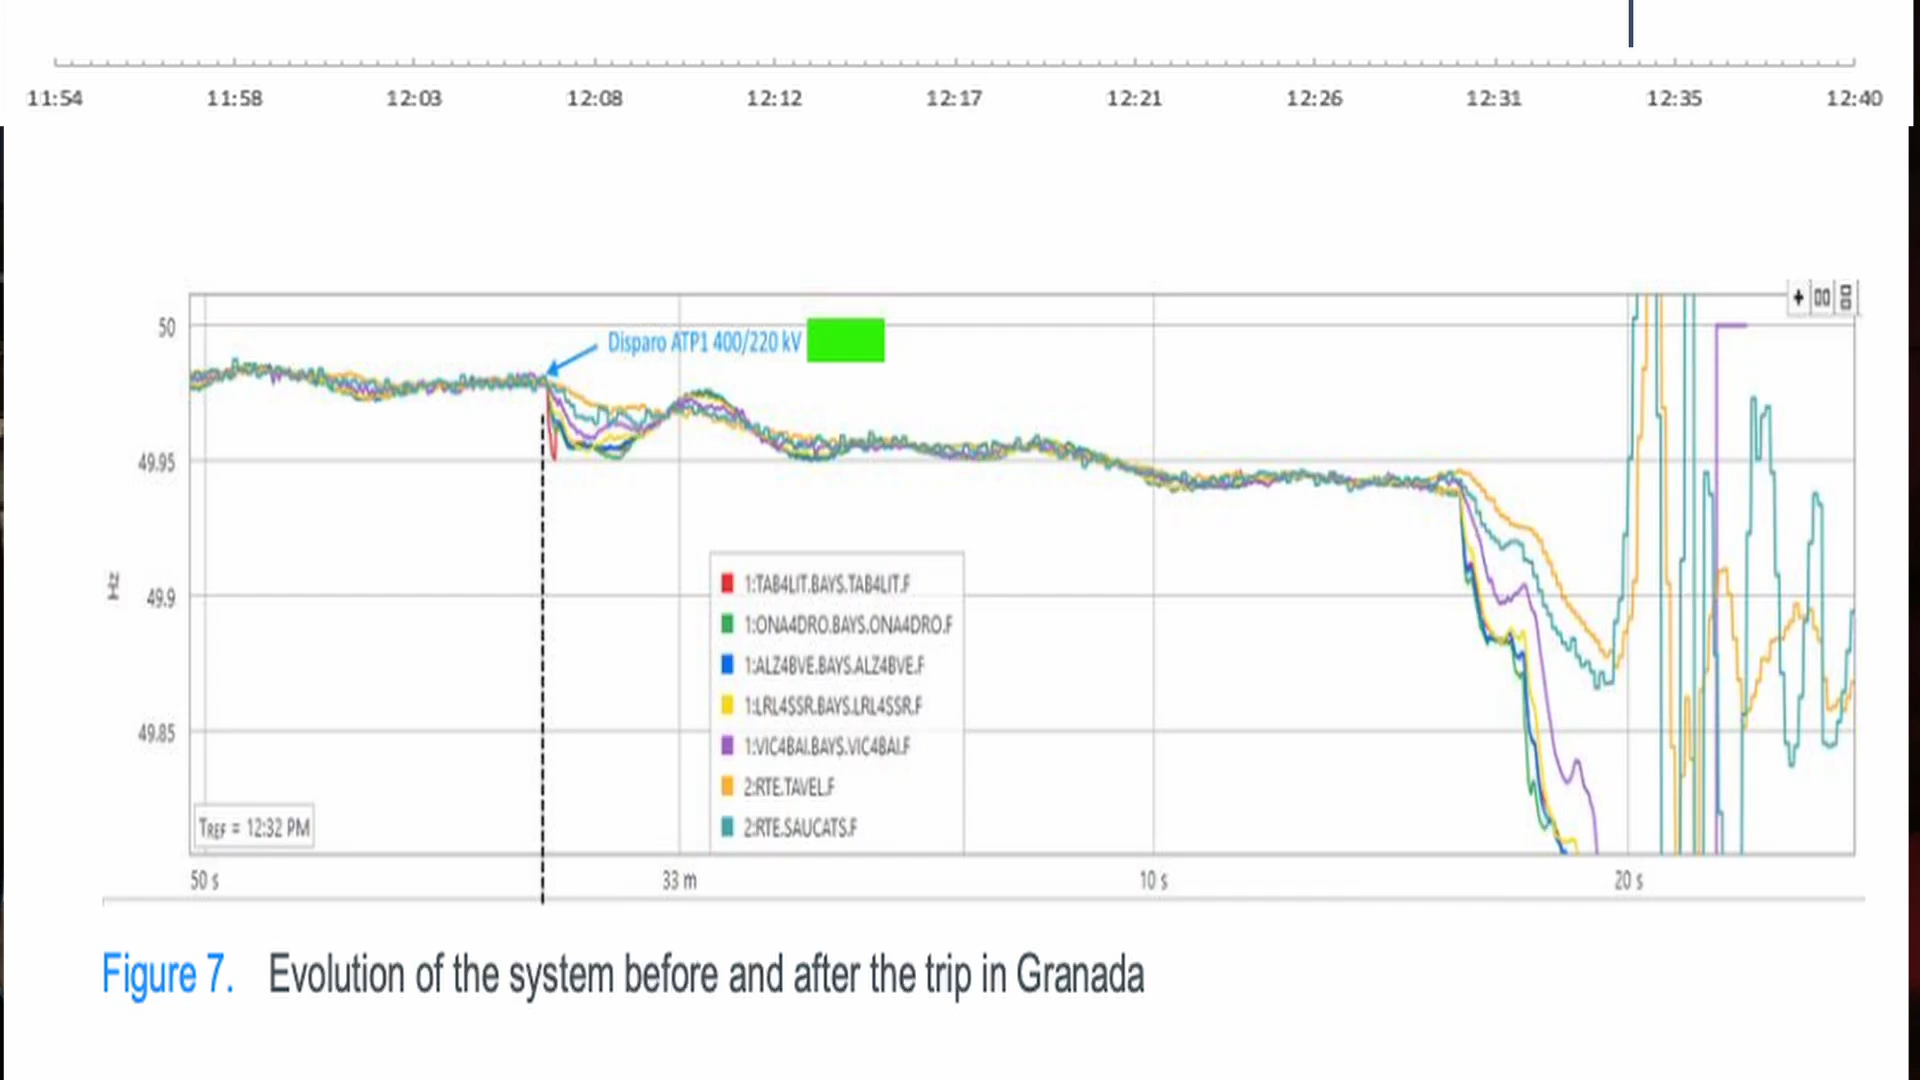 11:54 11:58 12:03 12:08 12:12 12:17 12:21 12:26 12:31 12:35 12:40
50
Disparo ATP1 400/220 kV
49.95
49.9
Hz
49.85
1:TAB4LIT.BAYS.TAB4LIT.F
1:ONA4DRO.BAYS.ONA4DRO.F
1:ALZ4BVE.BAYS.ALZ4BVE.F
1:LRL4SSR.BAYS.LRL4SSR.F
1:VIC4BAI.BAYS.VIC4BAI.F
2:RTE.TAVEL.F
2:RTE.SAUCATS.F
TREF = 12:32 PM
50 s 33 m 10 s 20 s
Figure 7. Evolution of the system before and after the trip in Granada